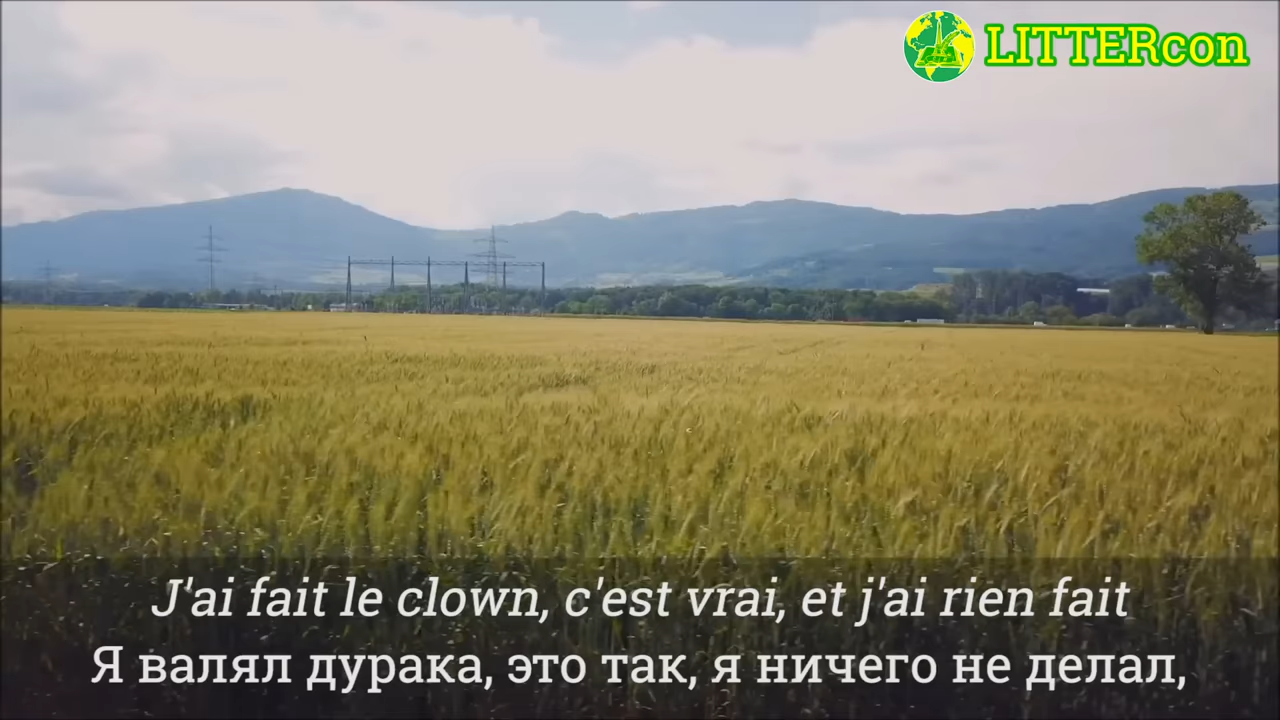 LITTERcon
J'ai fait le clown, c'est vrai, et j'ai rien fait
Я валял дурака, это так, я ничего не делал,